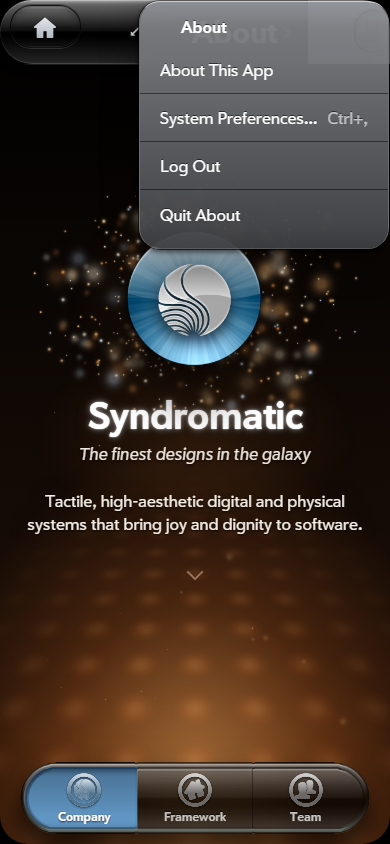 About
About
About This App
System Preferences... Ctrl+,
Log Out
Quit About
Syndromatic
The finest designs in the galaxy
Tactile, high-aesthetic digital and physical
systems that bring joy and dignity to software.
Company
Framework
Team